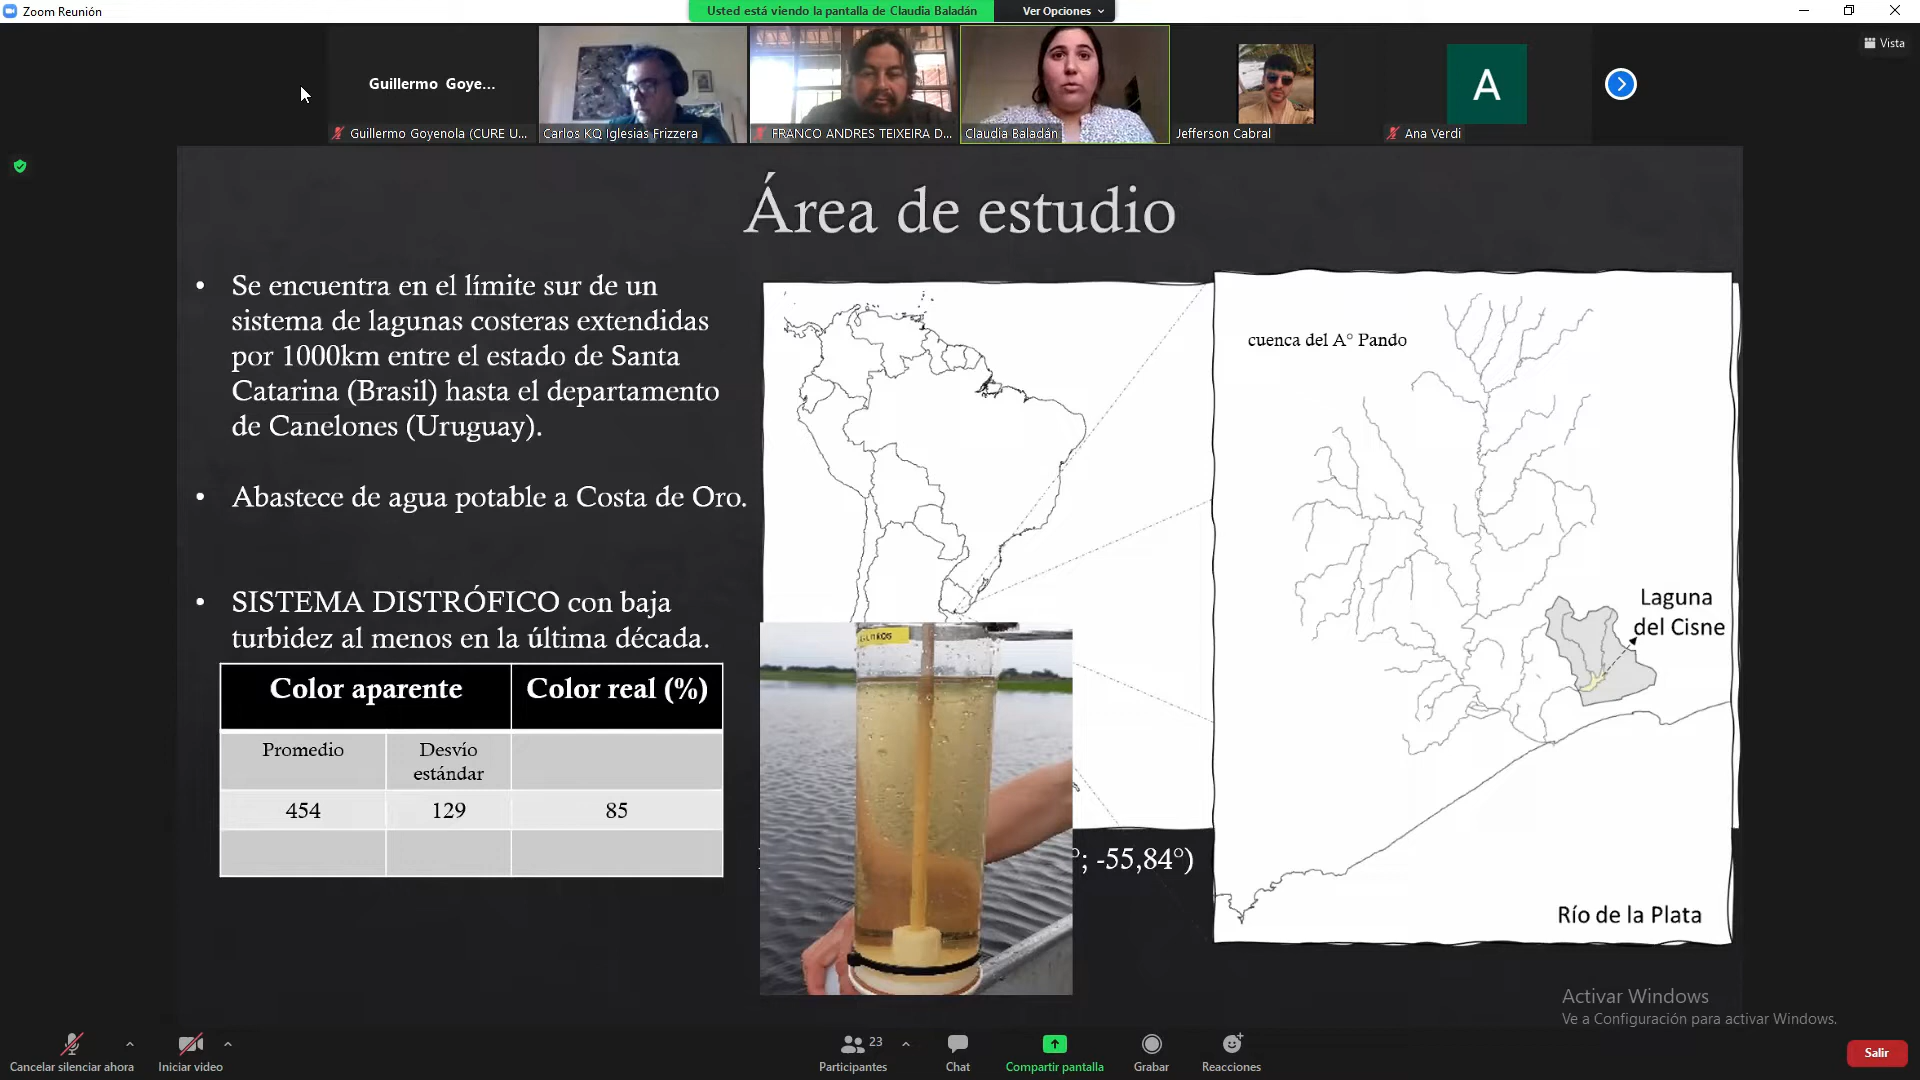 Zoom Reunión
Usted está viendo la pantalla de Claudia Baladán
Ver Opciones
Vista
Guillermo Goye...
Guillermo Goyenola (CURE U...
Carlos KQ Iglesias Frizzera
FRANCO ANDRES TEIXEIRA D...
Claudia Baladán
Jefferson Cabral
A
Ana Verdi
Área de estudio
• Se encuentra en el límite sur de un
sistema de lagunas costeras extendidas
por 1000km entre el estado de Santa
Catarina (Brasil) hasta el departamento
de Canelones (Uruguay).
• Abastece de agua potable a Costa de Oro.
• SISTEMA DISTRÓFICO con baja
turbidez al menos en la última década.
Color aparente Color real (%)
Promedio Desvío
estándar
454 129 85
cuenca del A° Pando
Laguna
del Cisne
Río de la Plata
°; -55,84°)
Activar Windows
Ve a Configuración para activar Windows.
Cancelar silenciar ahora
Iniciar video
23
Participantes
Chat
Compartir pantalla
Grabar
Reacciones
Salir